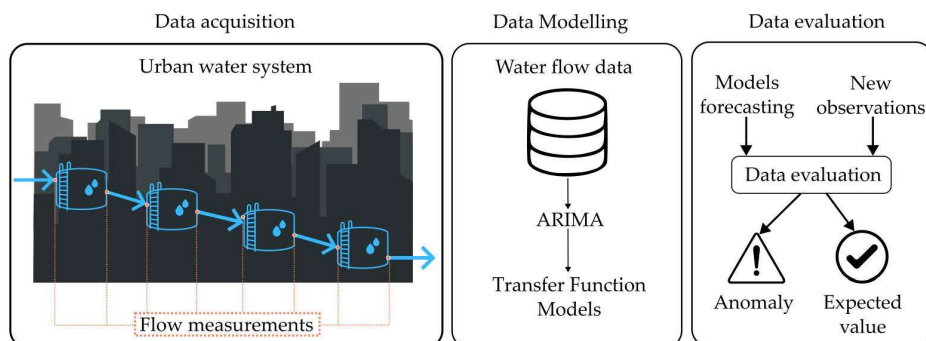 Data acquisition
Urban water system
Flow measurements
Data Modelling
Water flow data
ARIMA
Transfer Function
Models
Data evaluation
Models
forecasting
New
observations
Data evaluation
Anomaly
Expected
value